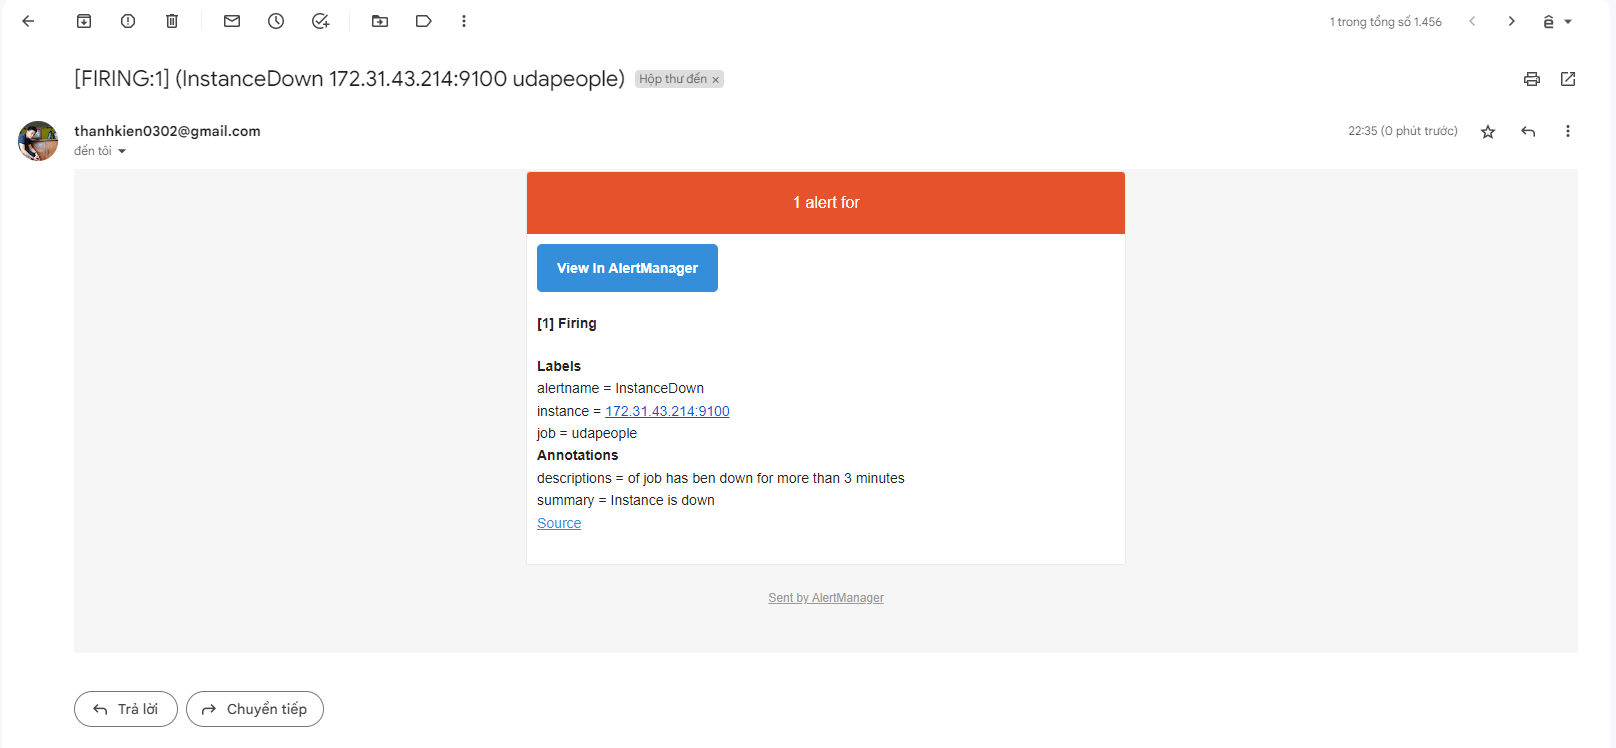 1 trong tổng số 1.456
[FIRING:1] (InstanceDown 172.31.43.214:9100 udapeople) Hộp thư đến ×
thanhkien0302@gmail.com 22:35 (0 phút trước)
đến tôi
1 alert for
View In AlertManager
[1] Firing
Labels
alertname = InstanceDown
instance = 172.31.43.214:9100
job = udapeople
Annotations
descriptions = of job has ben down for more than 3 minutes
summary = Instance is down
Source
Sent by AlertManager
Trả lời Chuyển tiếp